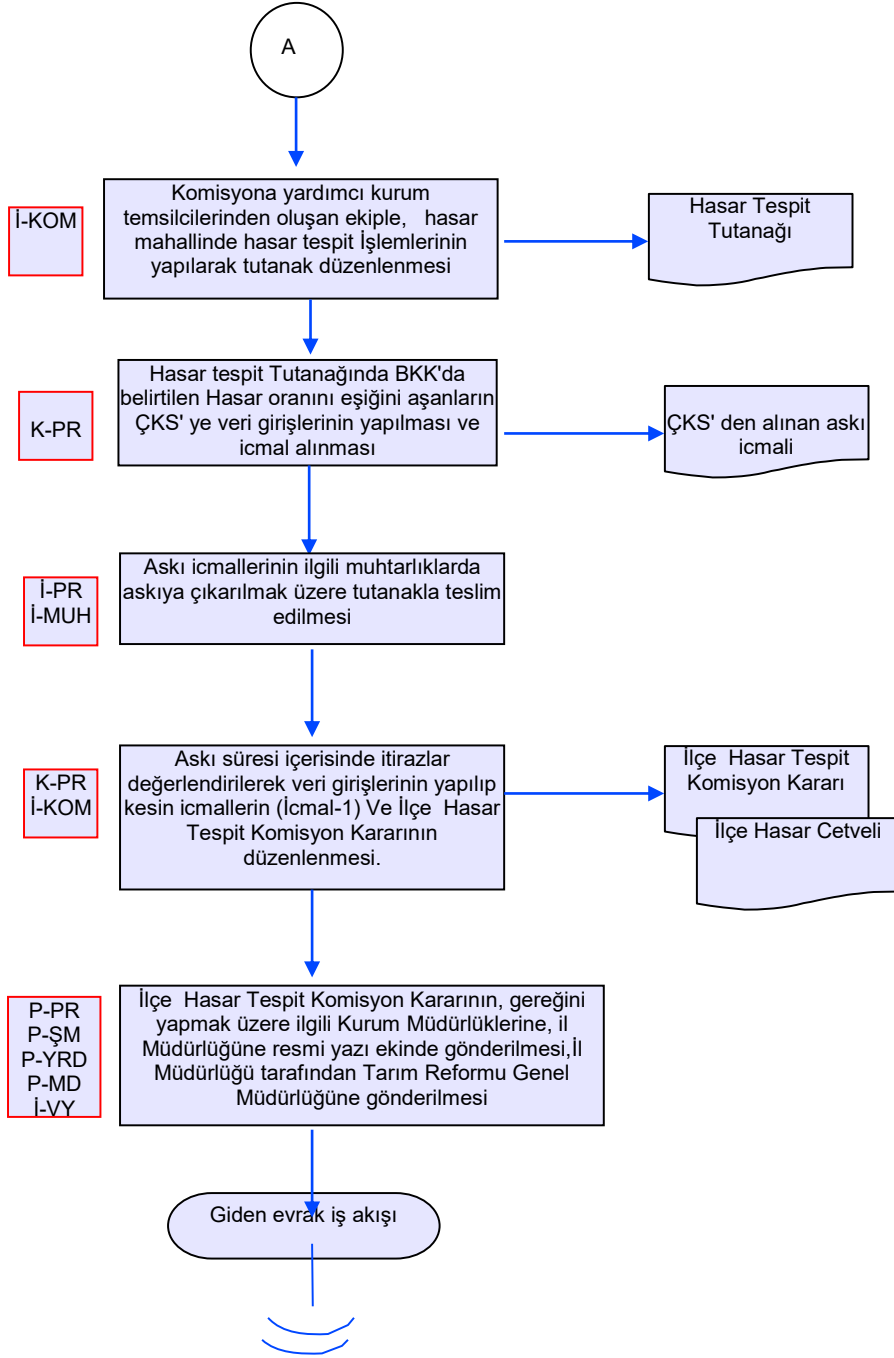 A
İ-KOM
Komisyona yardımcı kurum
temsilcilerinden oluşan ekiple, hasar
mahallinde hasar tespit İşlemlerinin
yapılarak tutanak düzenlenmesi
Hasar Tespit
Tutanağı
K-PR
Hasar tespit Tutanağında BKK'da
belirtilen Hasar oranını eşiğini aşanların
ÇKS' ye veri girişlerinin yapılması ve
icmal alınması
ÇKS' den alınan askı
icmali
İ-PR
İ-MUH
Askı icmallerinin ilgili muhtarlıklarda
askıya çıkarılmak üzere tutanakla teslim
edilmesi
K-PR
İ-KOM
Askı süresi içerisinde itirazlar
değerlendirilerek veri girişlerinin yapılıp
kesin icmallerin (İcmal-1) Ve İlçe Hasar
Tespit Komisyon Kararının
düzenlenmesi.
İlçe Hasar Tespit
Komisyon Kararı
İlçe Hasar Cetveli
P-PR
P-ŞM
P-YRD
P-MD
İ-VY
İlçe Hasar Tespit Komisyon Kararının, gereğini
yapmak üzere ilgili Kurum Müdürlüklerine, il
Müdürlüğüne resmi yazı ekinde gönderilmesi,İl
Müdürlüğü tarafından Tarım Reformu Genel
Müdürlüğüne gönderilmesi
Giden evrak iş akışı